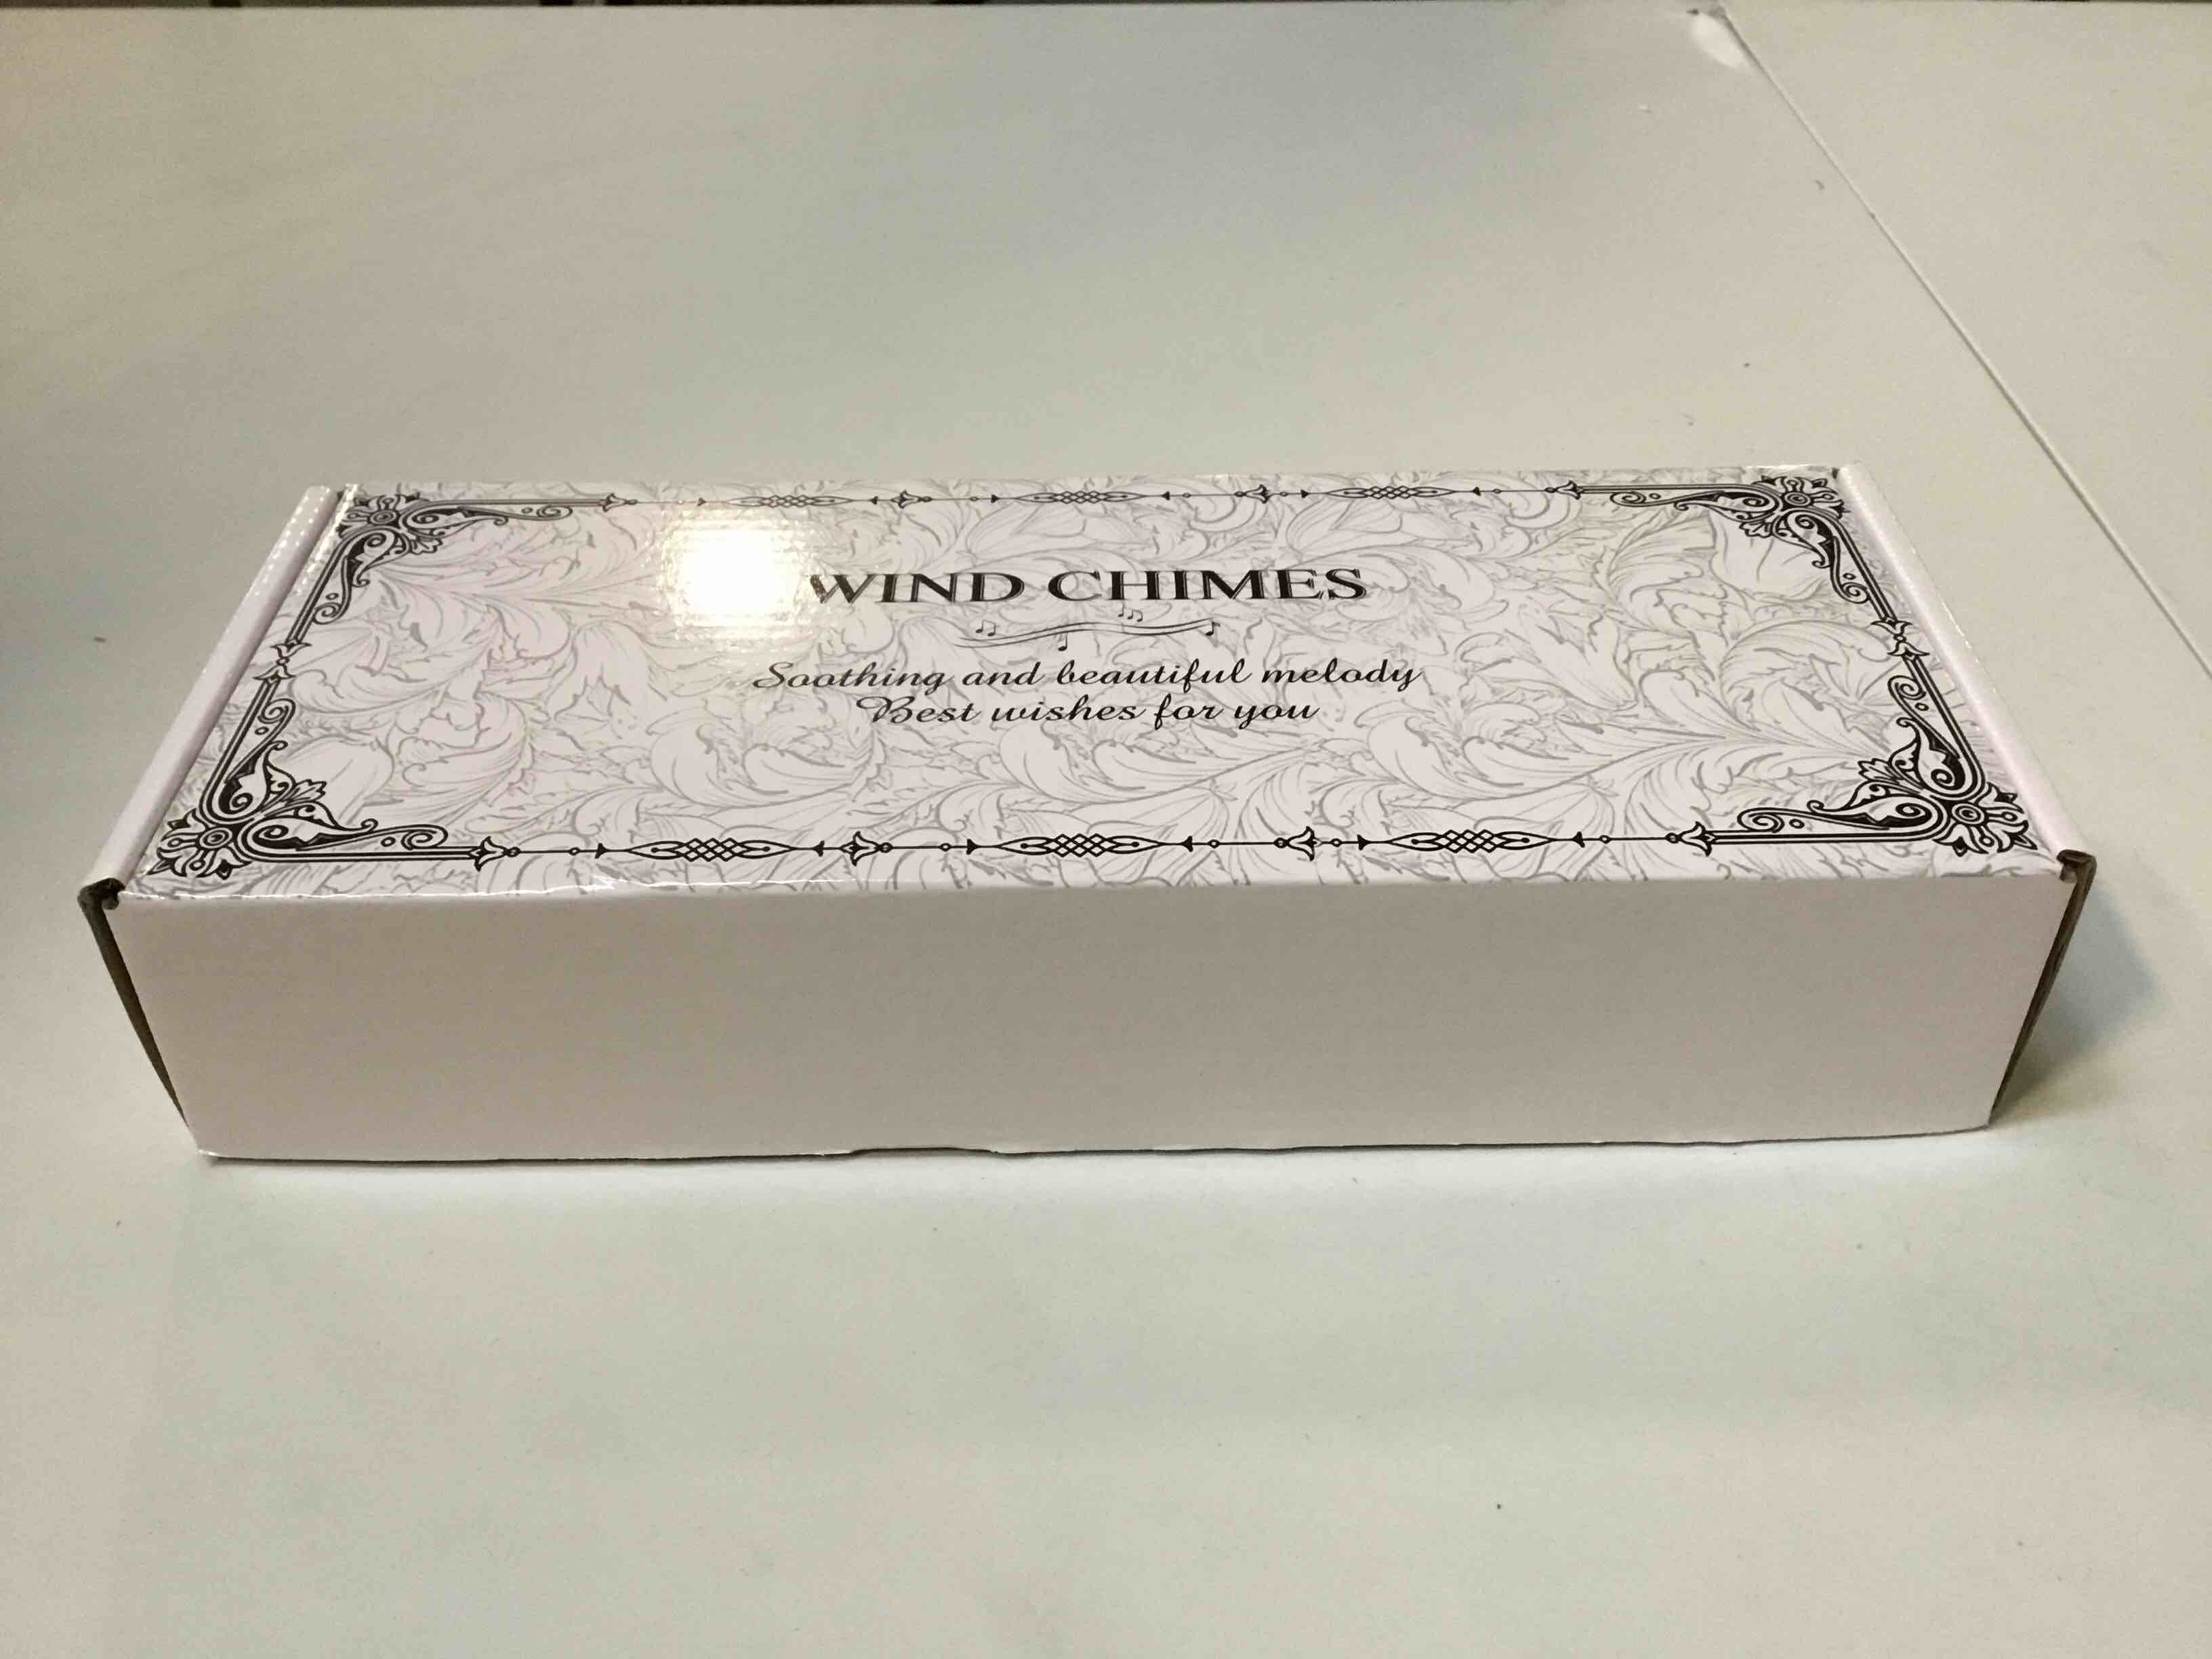 WIND CHIMES
Soothing and beautiful melody
Best wishes for you